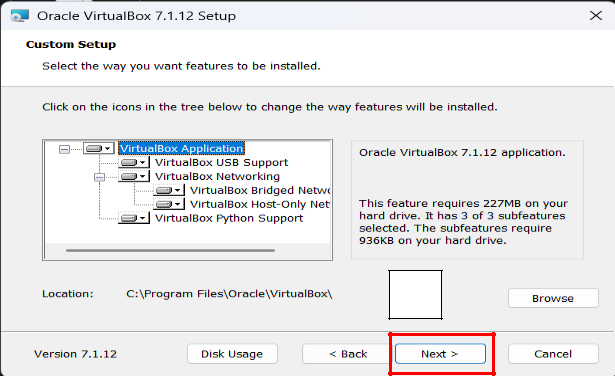 Oracle VirtualBox 7.1.12 Setup
Custom Setup
Select the way you want features to be installed.
Click on the icons in the tree below to change the way features will be installed.
VirtualBox Application
VirtualBox USB Support
VirtualBox Networking
VirtualBox Bridged Netwo
VirtualBox Host-Only Net
VirtualBox Python Support
Oracle VirtualBox 7.1.12 application.
This feature requires 227MB on your
hard drive. It has 3 of 3 subfeatures
selected. The subfeatures require
936KB on your hard drive.
Location: C:\Program Files\Oracle\VirtualBox\
Browse
Version 7.1.12
Disk Usage
< Back
Next >
Cancel